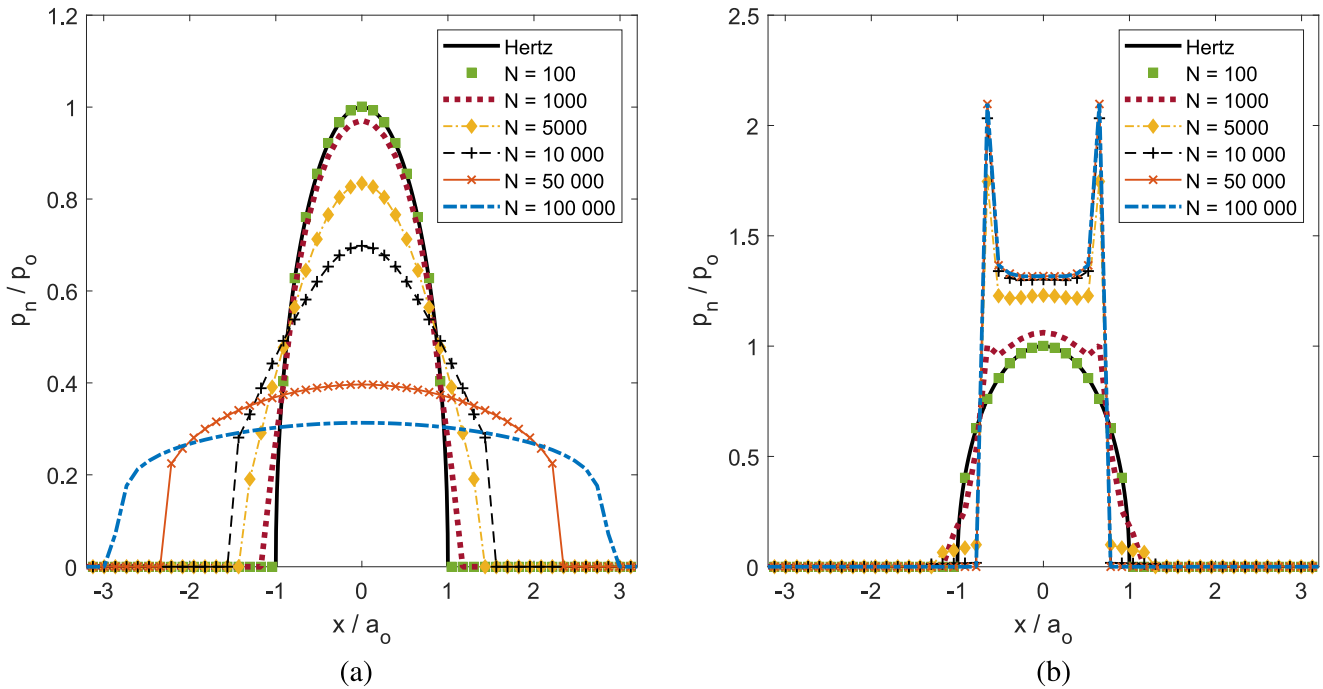 1.2
1
0.8
0.6
0.4
0.2
0
p_n / p_o
-3 -2 -1 0 1 2 3
x / a_o
Hertz
N = 100
N = 1000
N = 5000
N = 10 000
N = 50 000
N = 100 000
(a)
2.5
2
1.5
1
0.5
0
p_n / p_o
-3 -2 -1 0 1 2 3
x / a_o
Hertz
N = 100
N = 1000
N = 5000
N = 10 000
N = 50 000
N = 100 000
(b)